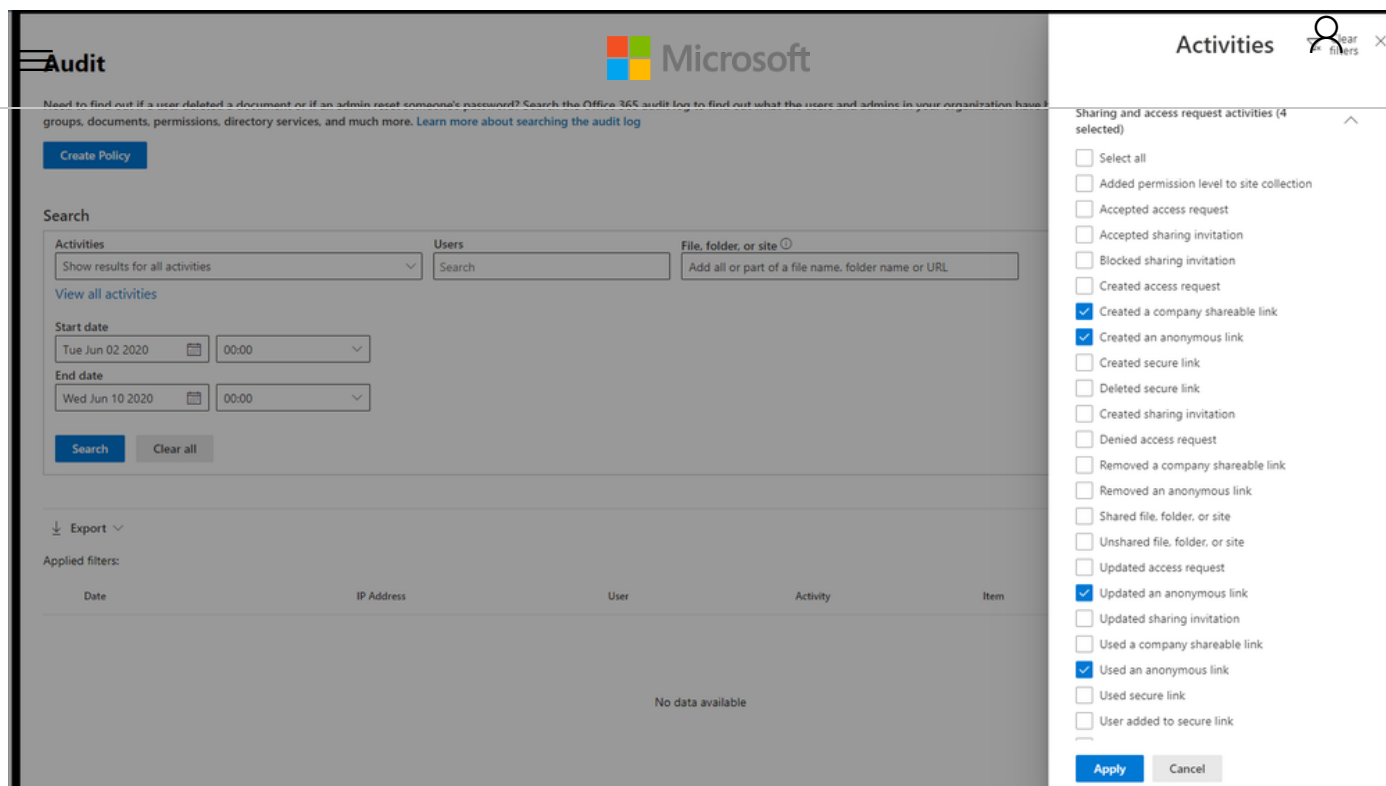 Audit
Microsoft
Need to find out if a user deleted a document or if an admin reset someone's password? Search the Office 365 audit log to find out what the users and admins in your organization have
groups, documents, permissions, directory services, and much more. Learn more about searching the audit log
Create Policy
Search
Activities
Users
File, folder, or site
Show results for all activities
Search
Add all or part of a file name, folder name or URL
View all activities
Start date
Tue Jun 02 2020
00:00
End date
Wed Jun 10 2020
00:00
Search
Clear all
Export
Applied filters:
Date
IP Address
User
Activity
Item
No data available
Activities
filters
Sharing and access request activities (4
selected)
Select all
Added permission level to site collection
Accepted access request
Accepted sharing invitation
Blocked sharing invitation
Created access request
Created a company shareable link
Created an anonymous link
Created secure link
Deleted secure link
Created sharing invitation
Denied access request
Removed a company shareable link
Removed an anonymous link
Shared file, folder, or site
Unshared file, folder, or site
Updated access request
Updated an anonymous link
Updated sharing invitation
Used a company shareable link
Used an anonymous link
Used secure link
User added to secure link
Apply
Cancel